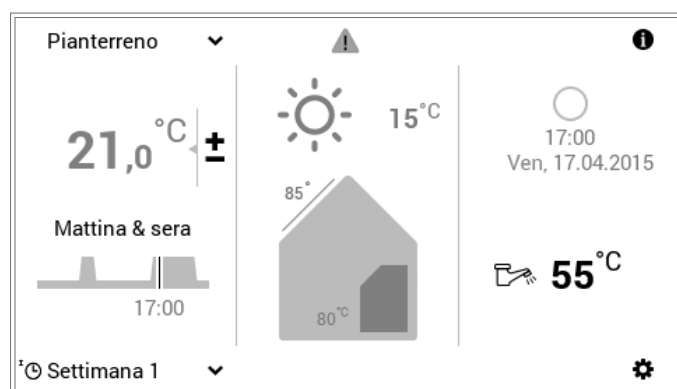 Pianterreno
21,0 °C
±
Mattina & sera
17:00
z Settimana 1
15°C
85°
80°C
17:00
Ven, 17.04.2015
55°C